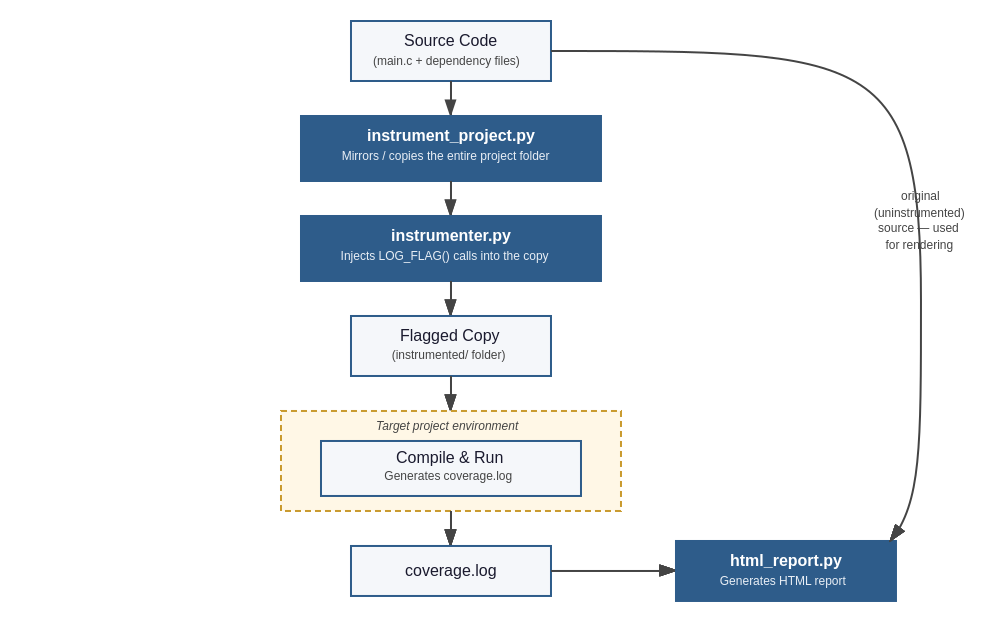 Source Code
(main.c + dependency files)
instrument_project.py
Mirrors / copies the entire project folder
original
(uninstrumented)
source — used
for rendering
instrumenter.py
Injects LOG_FLAG() calls into the copy
Flagged Copy
(instrumented/ folder)
Target project environment
Compile & Run
Generates coverage.log
coverage.log
html_report.py
Generates HTML report